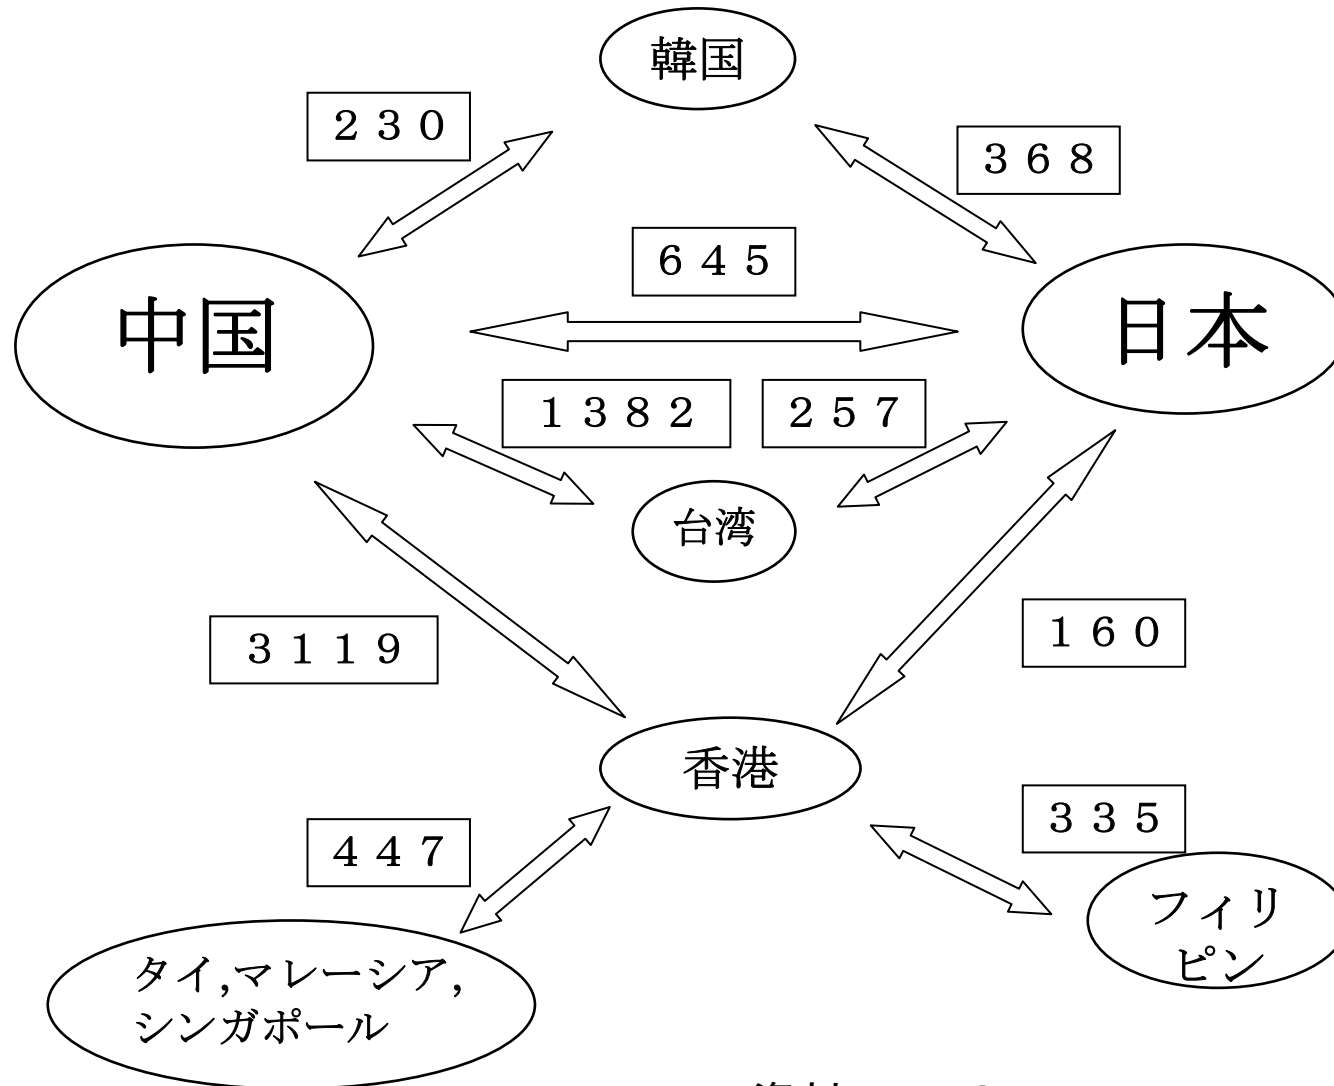 韓国
２３０
３６８
６４５
中国
日本
１３８２
２５７
台湾
３１１９
１６０
香港
３３５
４４７
フィリ
ピン
タイ,マレーシア,
シンガポール